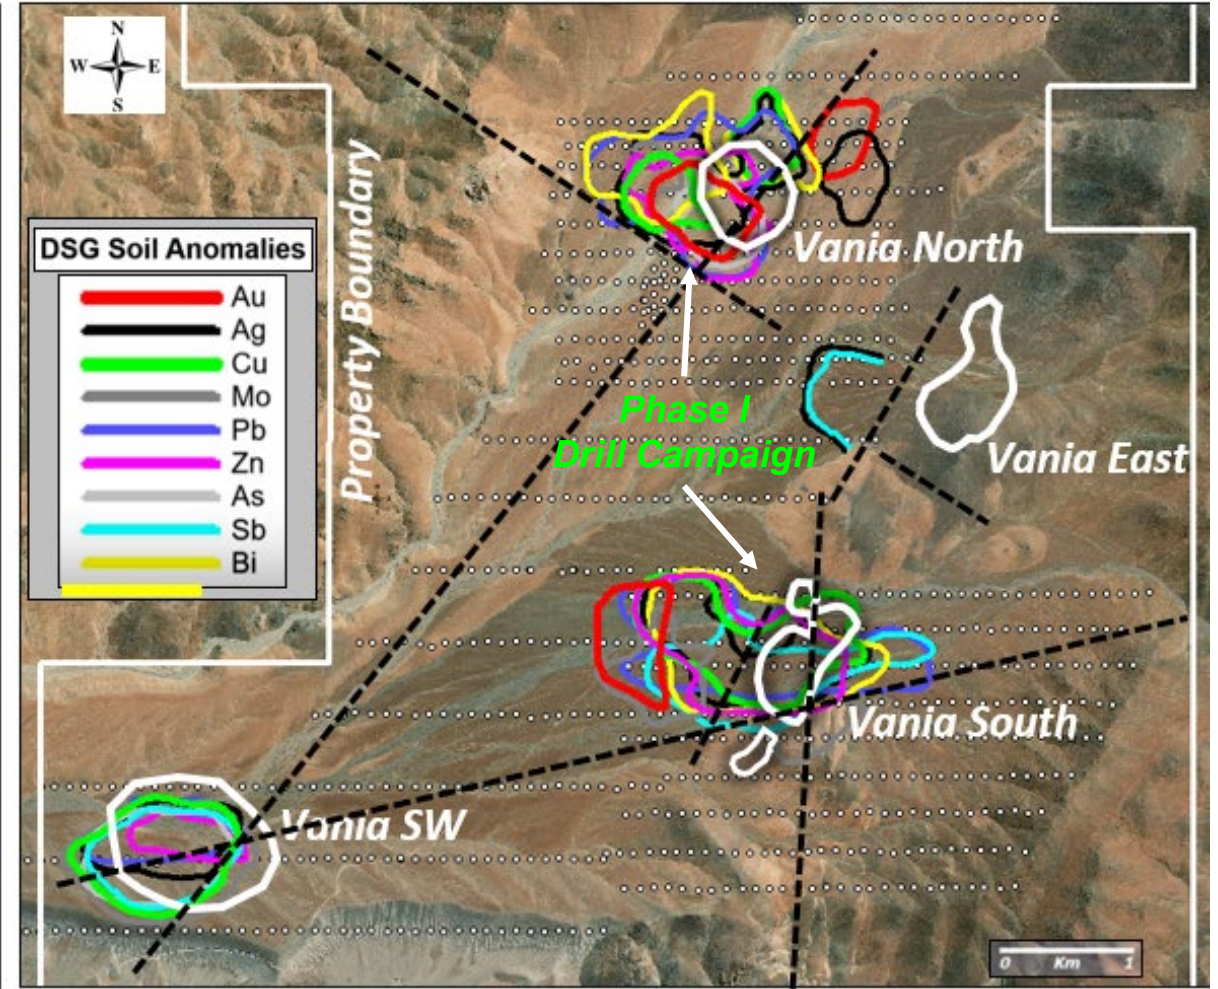 N
W E
S
Property Boundary
DSG Soil Anomalies
Au
Ag
Cu
Mo
Pb
Zn
As
Sb
Bi
Vania North
Phase I
Drill Campaign
Vania East
Vania South
Vania SW
0 Km 1